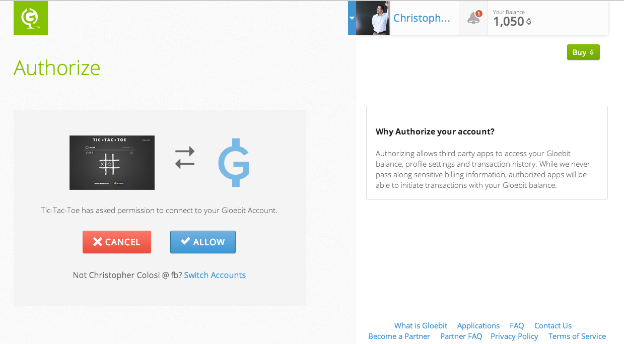 Christoph...
1
Your Balance
1,050 G
Buy G
Authorize
TIC•TAC•TOE
Why Authorize your account?
Authorizing allows third party apps to access your Gloebit
balance, profile settings and transaction history. While we never
pass along sensitive billing information, authorized apps will be
able to initiate transactions with your Gloebit balance.
Tic-Tac-Toe has asked permission to connect to your Gloebit Account.
CANCEL
ALLOW
Not Christopher Colosi @ fb? Switch Accounts
What is Gloebit Applications FAQ Contact Us
Become a Partner Partner FAQ Privacy Policy Terms of Service